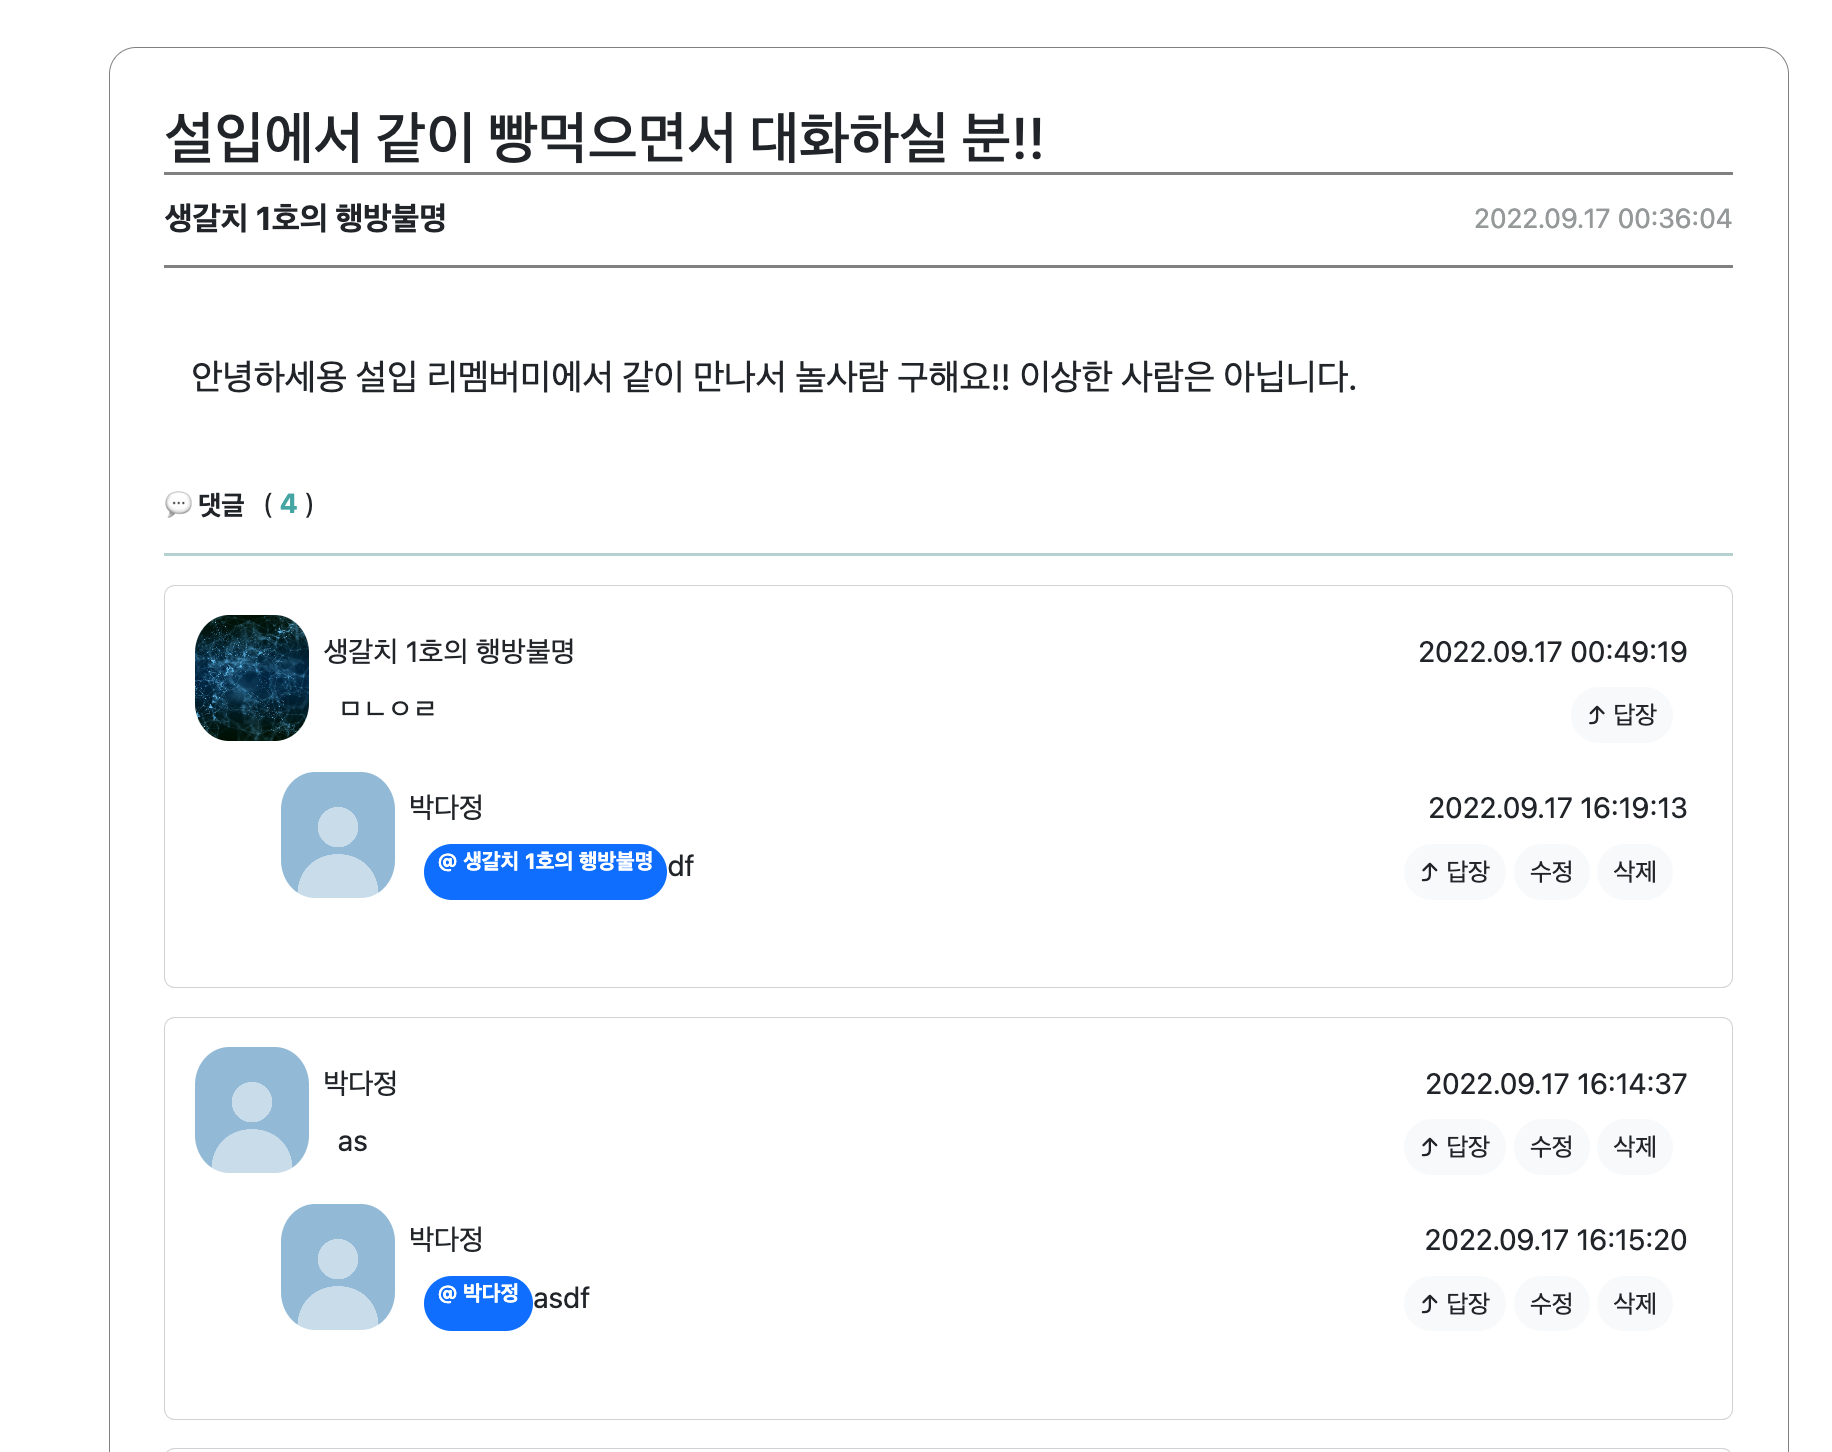 설입에서 같이 빵먹으면서 대화하실 분!!
생갈치 1호의 행방불명 2022.09.17 00:36:04
안녕하세용 설입 리멤버미에서 같이 만나서 놀사람 구해요!! 이상한 사람은 아닙니다.
댓글 ( 4 )
생갈치 1호의 행방불명 2022.09.17 00:49:19
ㅁㄴㅇㄹ ⤴ 답장
박다정 2022.09.17 16:19:13
@ 생갈치 1호의 행방불명 df ⤴ 답장 수정 삭제
박다정 2022.09.17 16:14:37
as ⤴ 답장 수정 삭제
박다정 2022.09.17 16:15:20
@ 박다정 asdf ⤴ 답장 수정 삭제